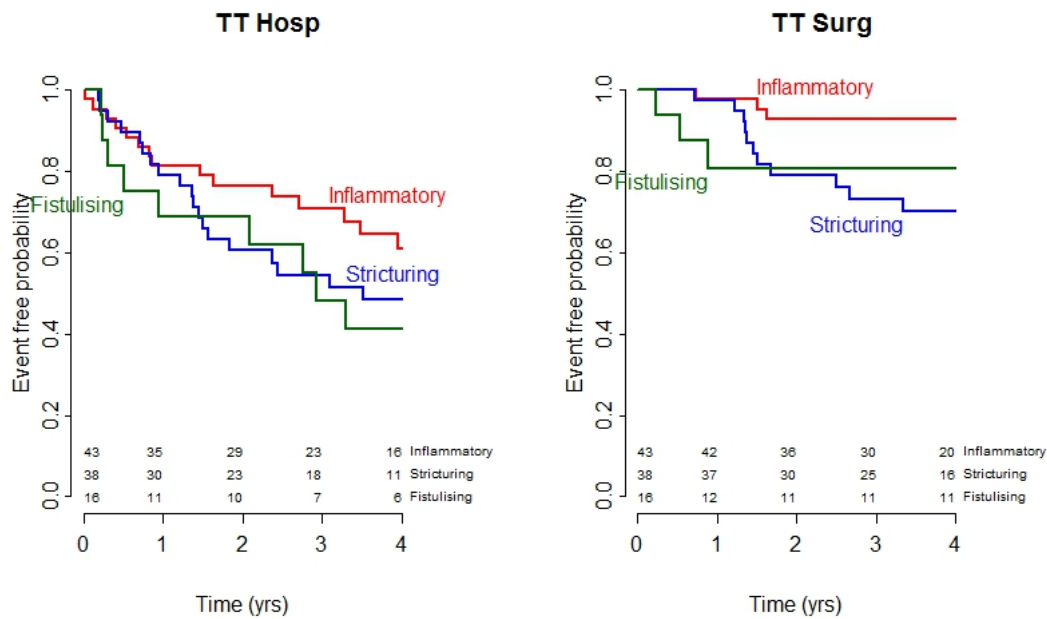 TT Hosp
Event free probability
1.0
0.8
0.6
0.4
0.2
0.0
Inflammatory
Fistulising
Stricturing
43 35 29 23 16 Inflammatory
38 30 23 18 11 Stricturing
16 11 10 7 6 Fistulising
0 1 2 3 4
Time (yrs)
TT Surg
Event free probability
1.0
0.8
0.6
0.4
0.2
0.0
Inflammatory
Fistulising
Stricturing
43 42 36 30 20 Inflammatory
38 37 30 25 16 Stricturing
16 12 11 11 11 Fistulising
0 1 2 3 4
Time (yrs)